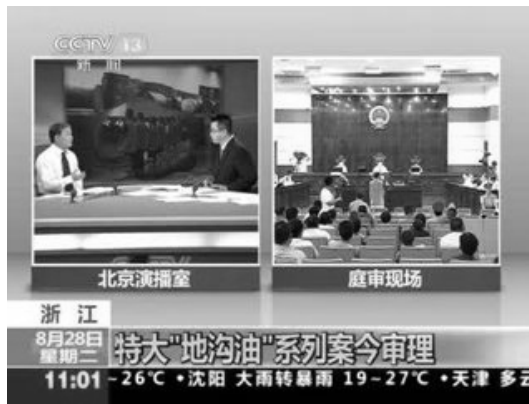 CCTV 13
新闻
北京演播室
庭审现场
浙 江
8月28日
星期二
特大"地沟油"系列案今审理
11:01
~26℃ •沈阳 大雨转暴雨 19~27℃ •天津 多云